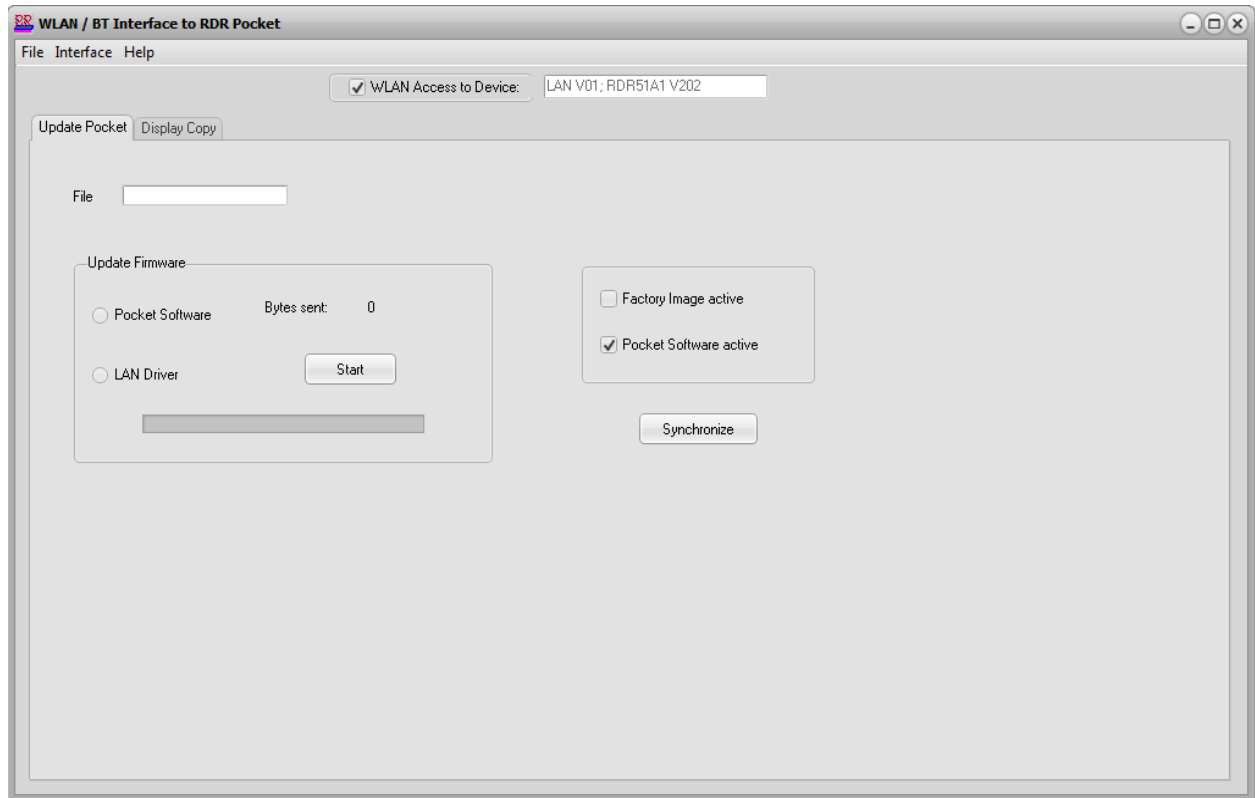 WLAN / BT Interface to RDR Pocket
File Interface Help
WLAN Access to Device: LAN V01; RDR51A1 V202
Update Pocket Display Copy
File
Update Firmware
Pocket Software Bytes sent: 0
LAN Driver Start
Factory Image active
Pocket Software active
Synchronize